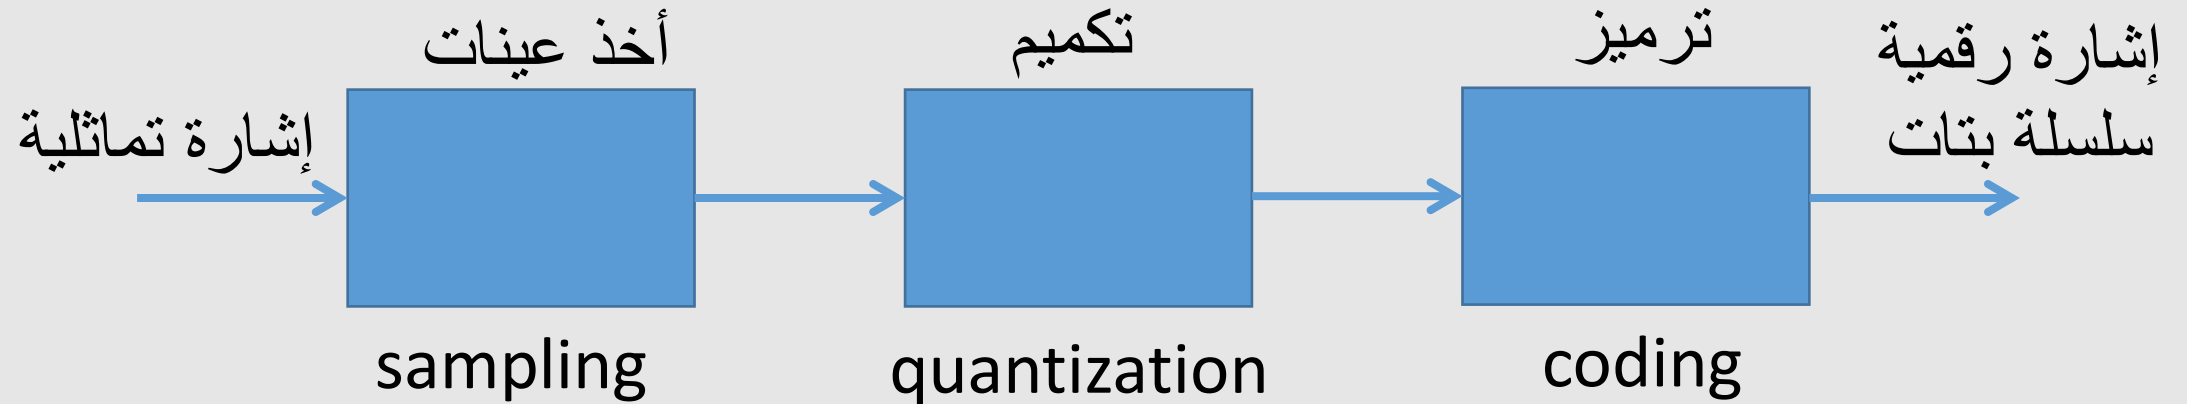 إشارة تماثلية
أخذ عينات
sampling
تكميم
quantization
ترميز
coding
إشارة رقمية
سلسلة بتات